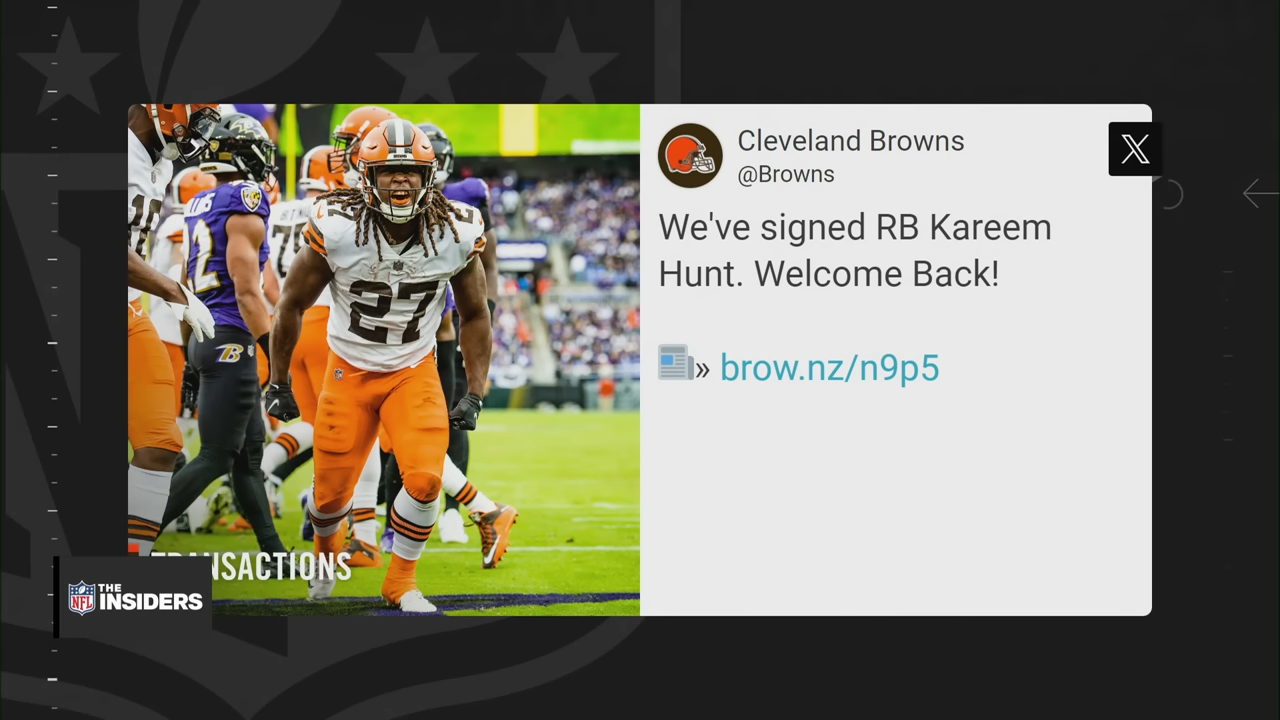 Cleveland Browns
@Browns
We've signed RB Kareem
Hunt. Welcome Back!
» brow.nz/n9p5
27
NSACTIONS
NFL
THE
INSIDERS